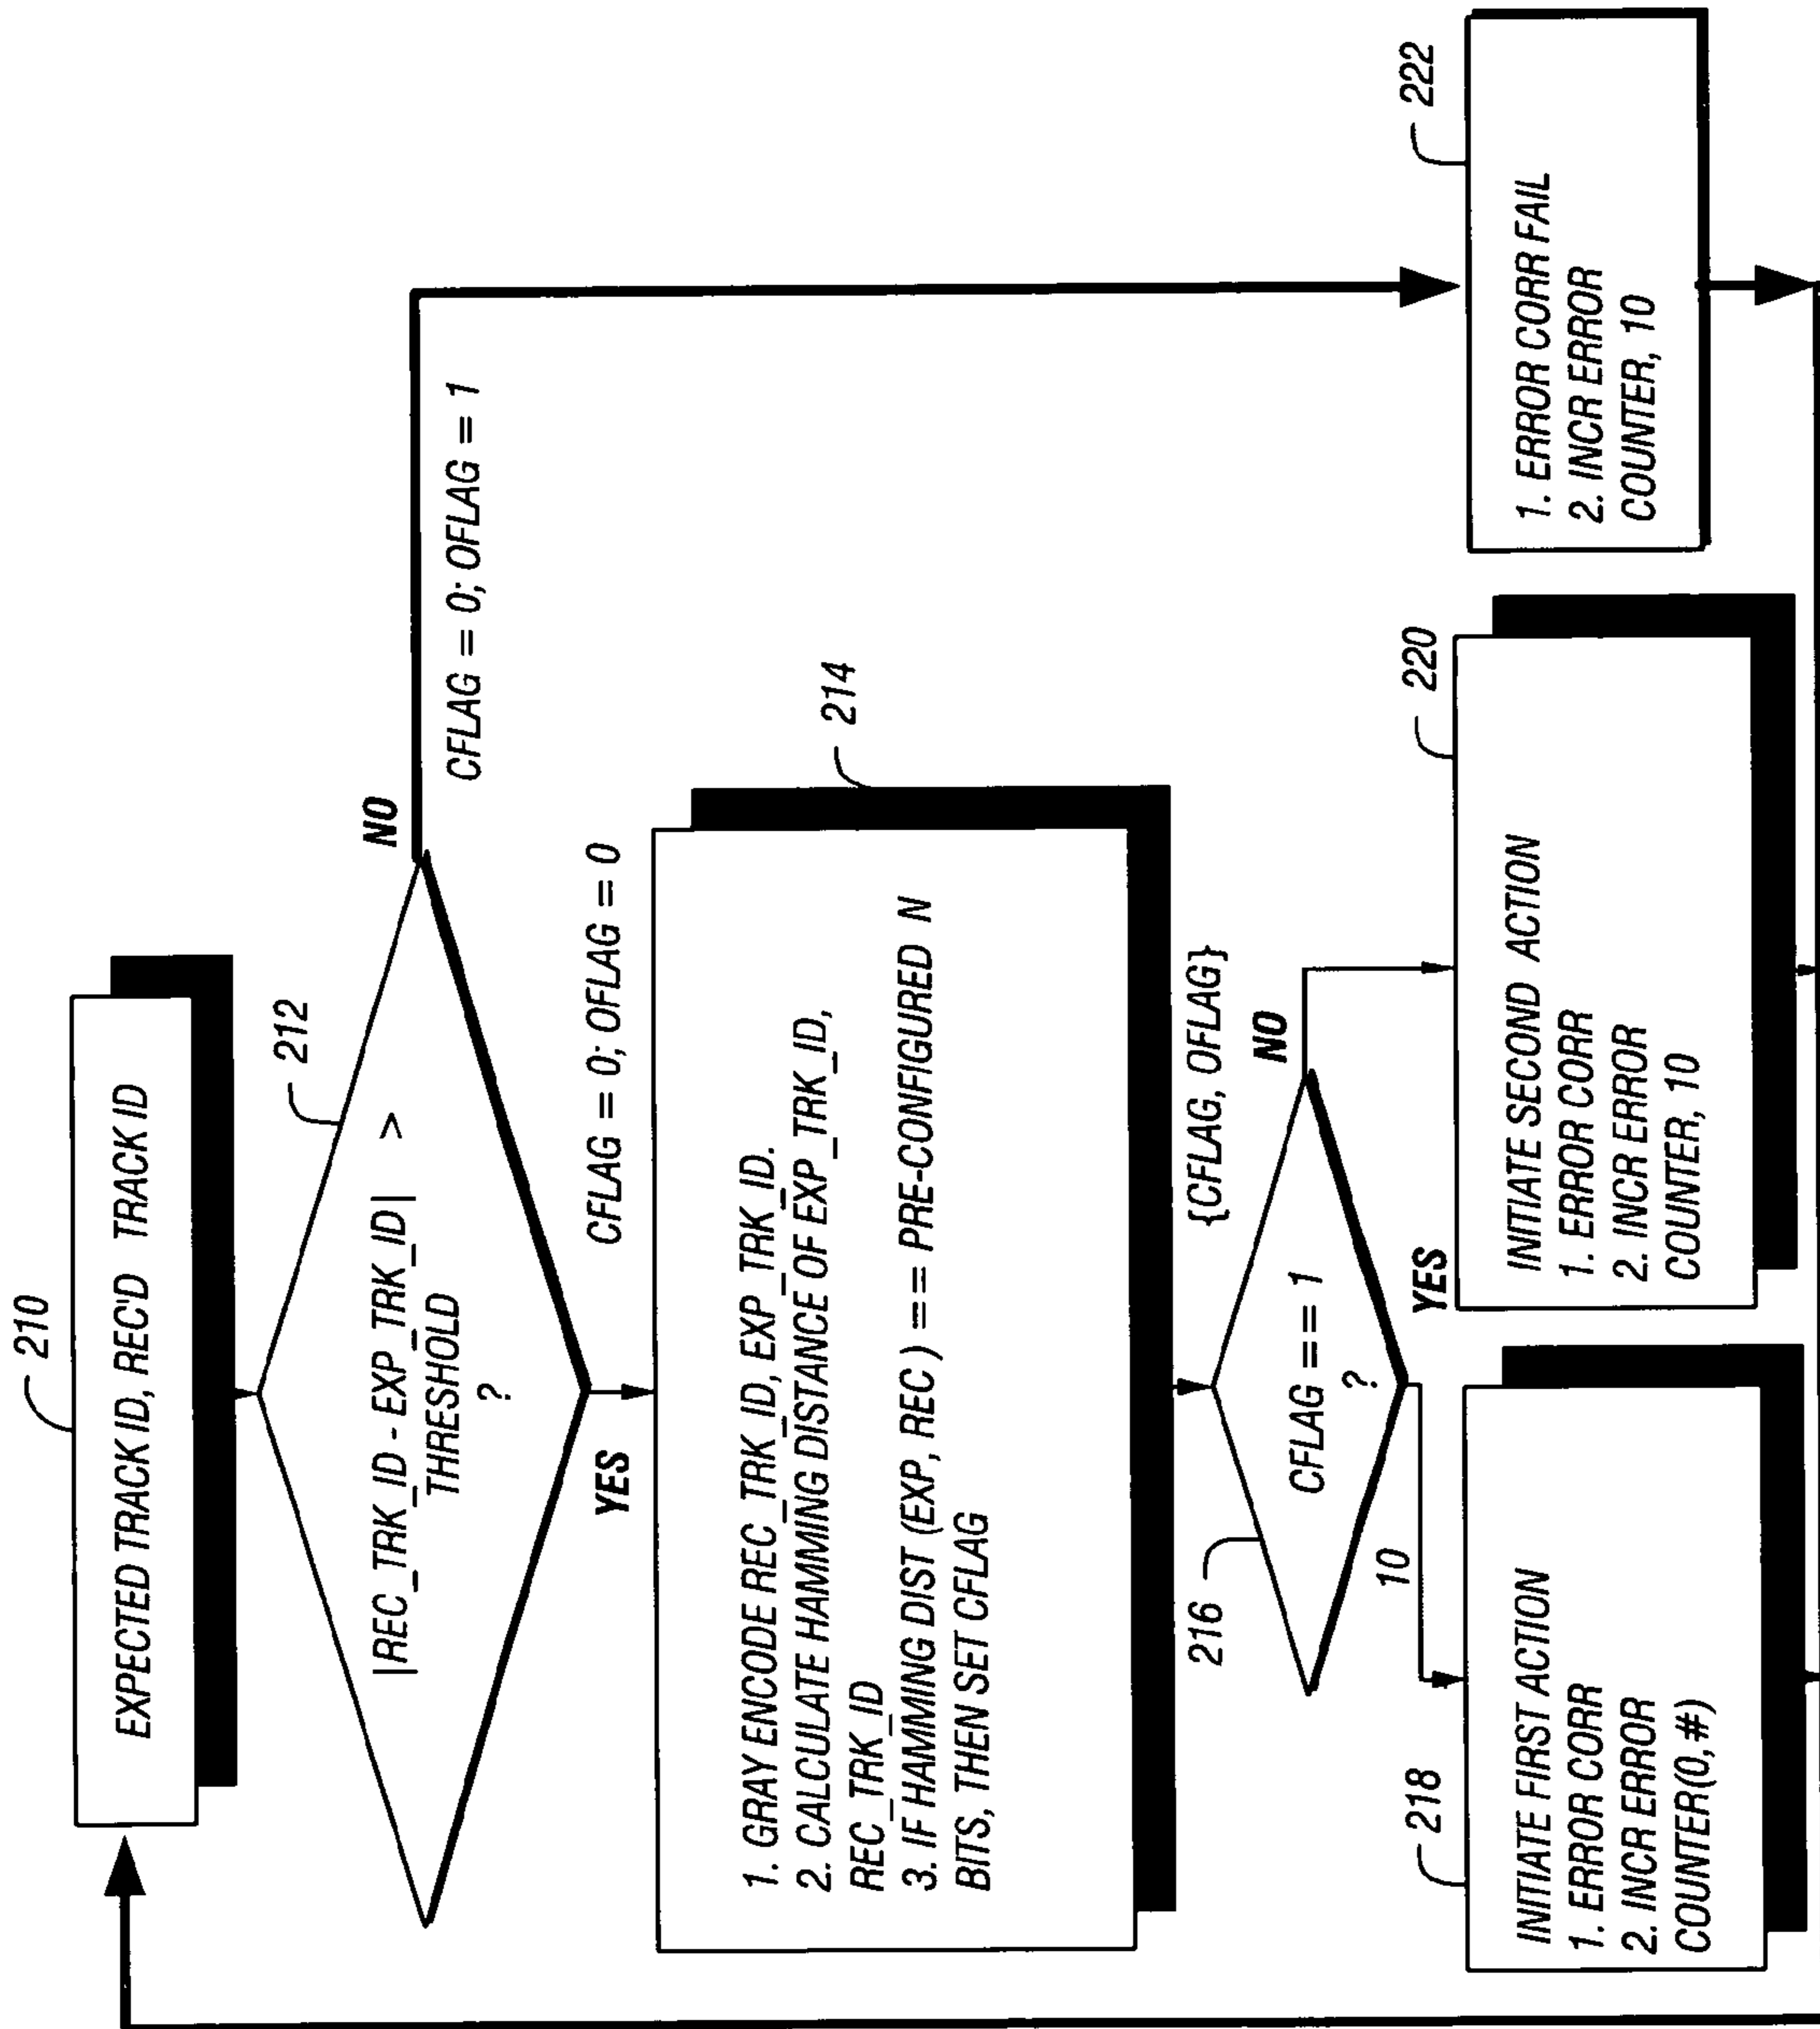 210
EXPECTED TRACK ID, REC'D TRACK ID
212
|REC_TRK_ID - EXP_TRK_ID| >
THRESHOLD
?
NO
CFLAG = 0; OFLAG = 1
YES
CFLAG = 0; OFLAG = 0
214
1. GRAY ENCODE REC_TRK_ID, EXP_TRK_ID.
2. CALCULATE HAMMING DISTANCE OF EXP_TRK_ID,
REC_TRK_ID
3. IF HAMMING DIST (EXP, REC ) === PRE-CONFIGURED N
BITS, THEN SET CFLAG
{CFLAG, OFLAG}
216
CFLAG === 1
?
NO
YES
10
218
INITIATE FIRST ACTION
1. ERROR CORR
2. INCR ERROR
COUNTER(0,#)
220
INITIATE SECOND ACTION
1. ERROR CORR
2. INCR ERROR
COUNTER, 10
222
1. ERROR CORR FAIL
2. INCR ERROR
COUNTER, 10